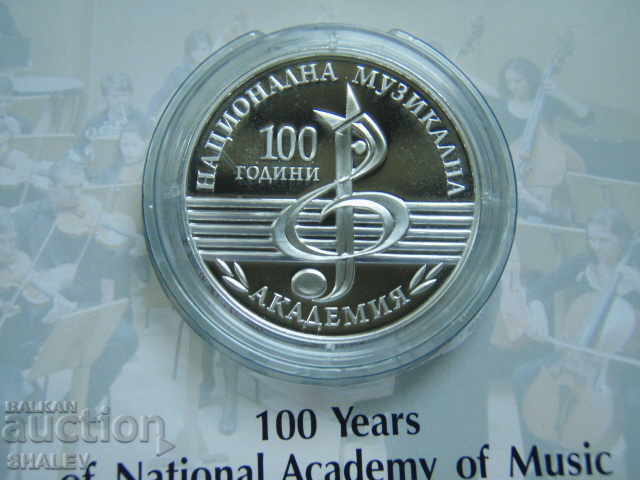 НАЦИОНАЛНА МУЗИКАЛНА
100
ГОДИНИ
АКАДЕМИЯ
100 Years
of National Academy of Music
BALKAN
auction
SHALEV